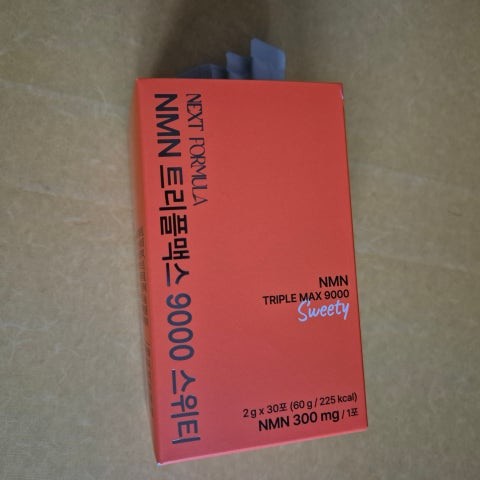 NEXT FORMULA
NMN 트리플맥스 9000 스위티
NMN
TRIPLE MAX 9000
Sweety
2 g x 30포 (60 g / 225 kcal)
NMN 300 mg / 1포